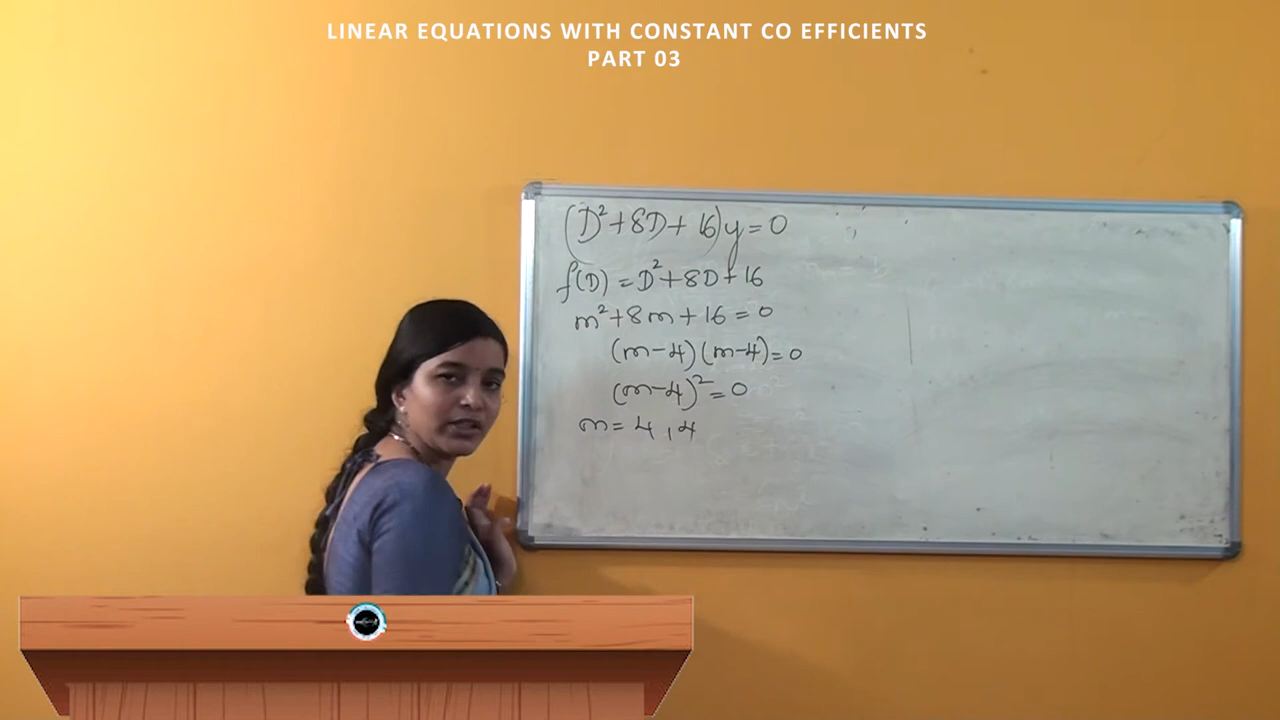 LINEAR EQUATIONS WITH CONSTANT CO EFFICIENTS
PART 03
(D²+8D+16)y=0
f(D) = D²+8D+16
m²+8m+16=0
(m-4)(m-4)=0
(m-4)²=0
m=4,4